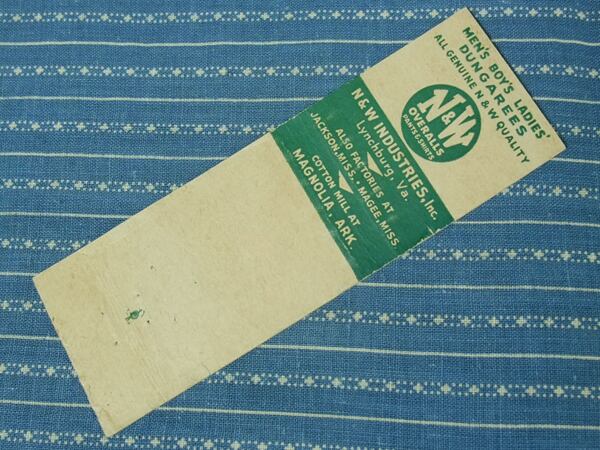 MEN'S BOY'S LADIES'
DUNGAREES
ALL GENUINE N & W QUALITY
N&W
OVERALLS
PANTS & SHIRTS
N & W INDUSTRIES, Inc.
Lynchburg, Va.
ALSO FACTORIES AT
JACKSON, MISS. - MAGEE, MISS.
COTTON MILL AT
MAGNOLIA, ARK.